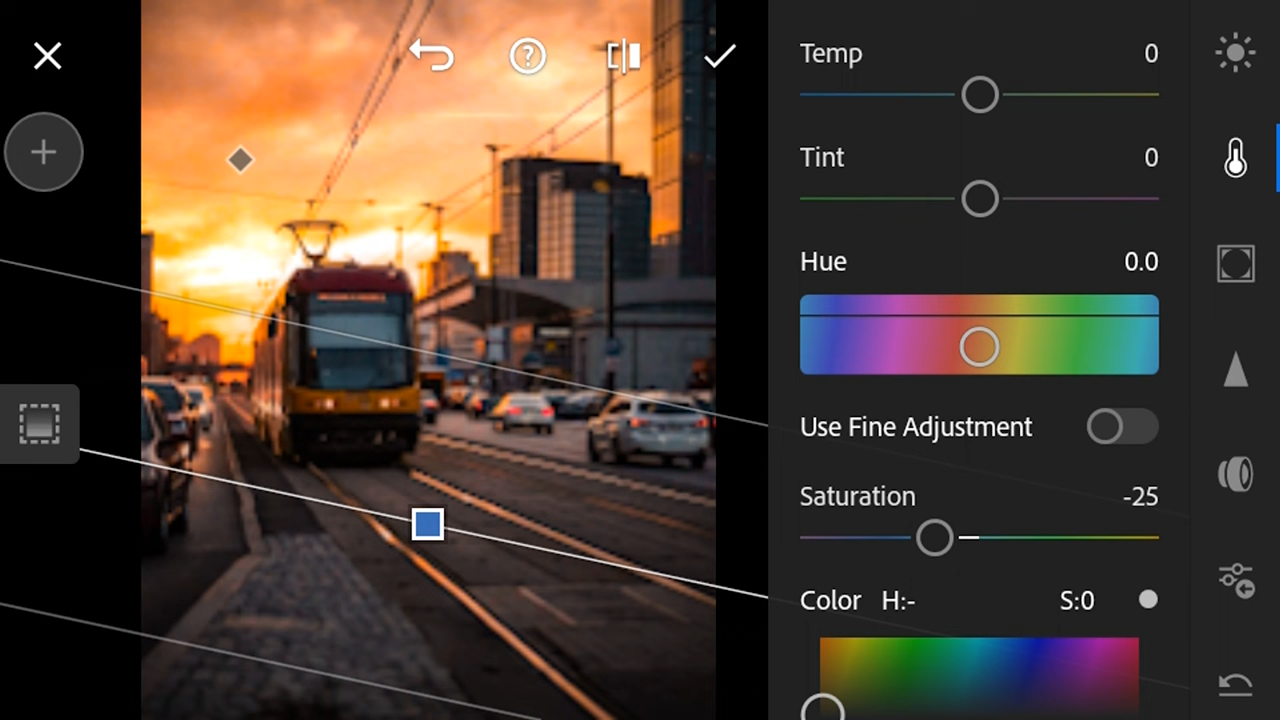 Temp 0
Tint 0
Hue 0.0
Use Fine Adjustment
Saturation -25
Color H:- S:0